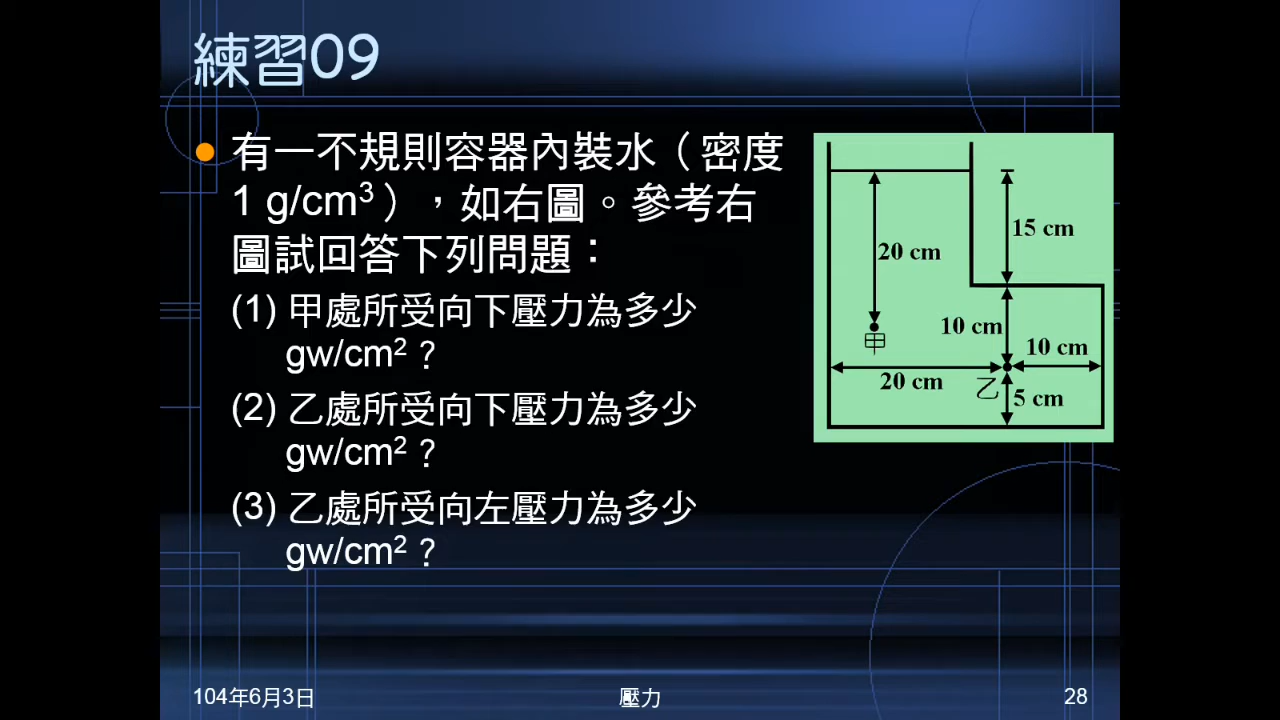 練習09
有一不規則容器內裝水（密度
1 g/cm³），如右圖。參考右
圖試回答下列問題：
(1) 甲處所受向下壓力為多少
gw/cm²？
(2) 乙處所受向下壓力為多少
gw/cm²？
(3) 乙處所受向左壓力為多少
gw/cm²？
15 cm
20 cm
甲
10 cm
10 cm
20 cm
乙
5 cm
104年6月3日
壓力
28